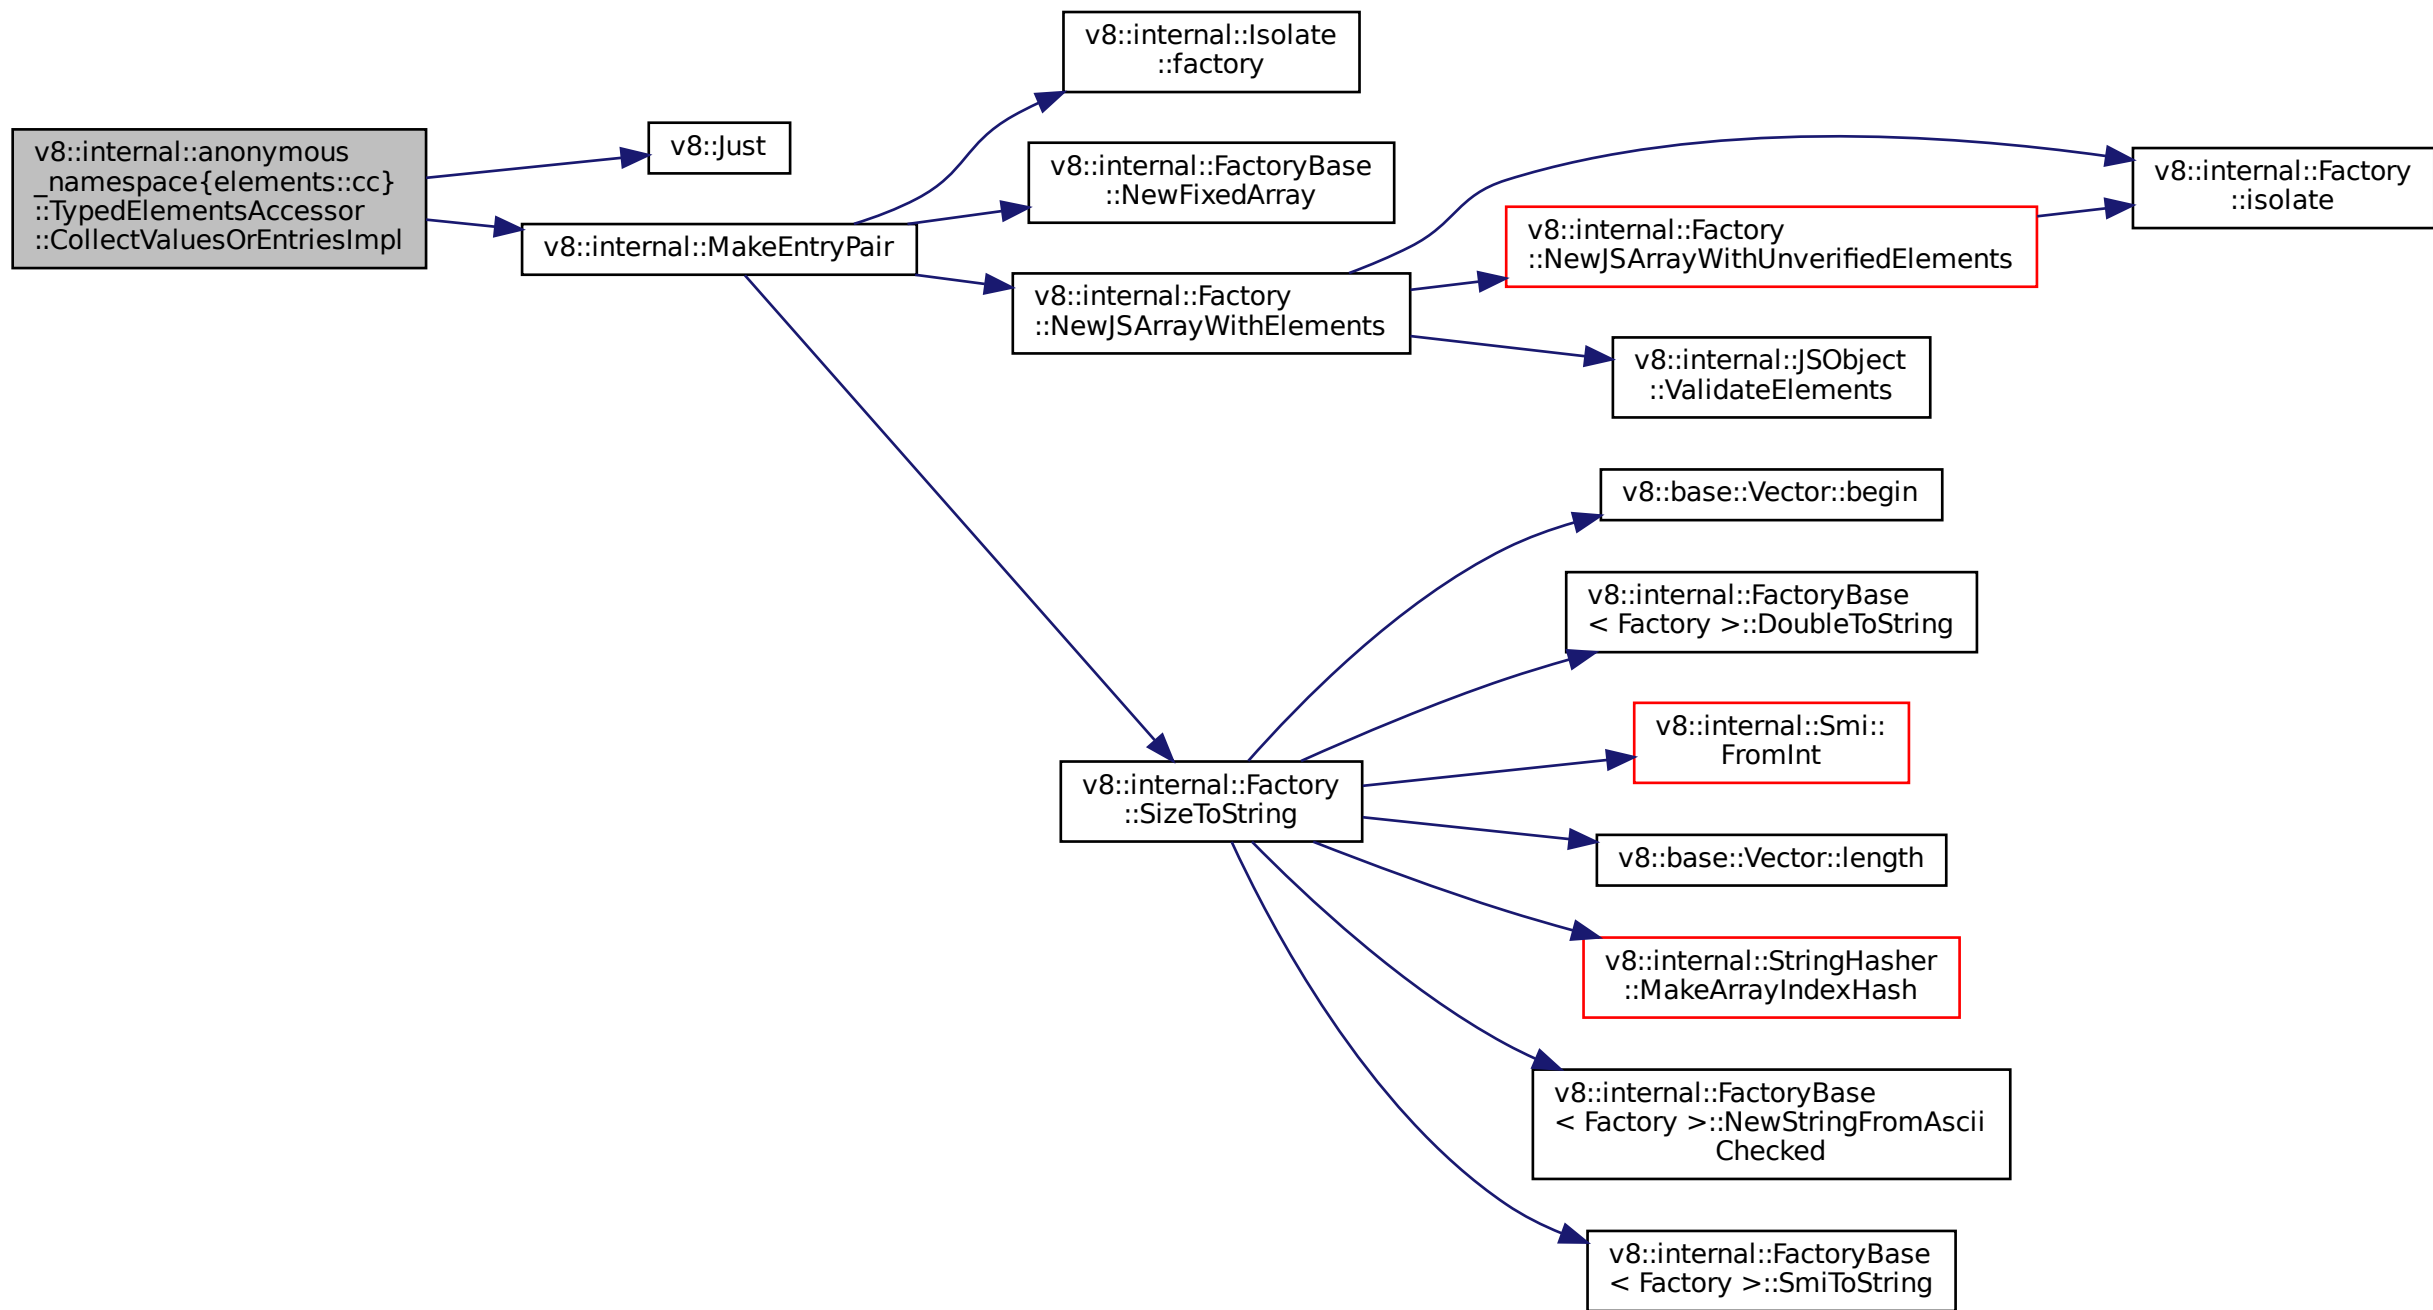 v8::internal::anonymous
_namespace{elements::cc}
::TypedElementsAccessor
::CollectValuesOrEntriesImpl
v8::Just
v8::internal::MakeEntryPair
v8::internal::Isolate
::factory
v8::internal::FactoryBase
::NewFixedArray
v8::internal::Factory
::NewJSArrayWithElements
v8::internal::Factory
::isolate
v8::internal::Factory
::NewJSArrayWithUnverifiedElements
v8::internal::JSObject
::ValidateElements
v8::internal::Factory
::SizeToString
v8::base::Vector::begin
v8::internal::FactoryBase
< Factory >::DoubleToString
v8::internal::Smi::
FromInt
v8::base::Vector::length
v8::internal::StringHasher
::MakeArrayIndexHash
v8::internal::FactoryBase
< Factory >::NewStringFromAscii
Checked
v8::internal::FactoryBase
< Factory >::SmiToString